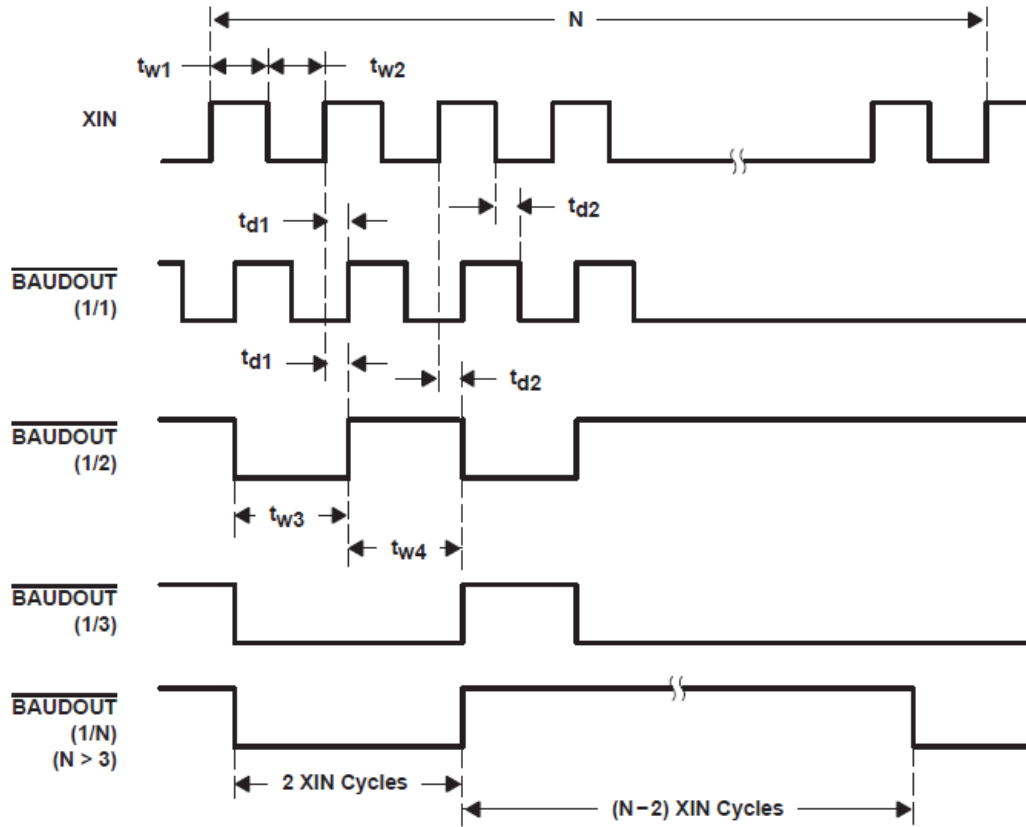 N
tw1
tw2
XIN
td1
td2
BAUDOUT
(1/1)
td1
td2
BAUDOUT
(1/2)
tw3
tw4
BAUDOUT
(1/3)
BAUDOUT
(1/N)
(N > 3)
2 XIN Cycles
(N−2) XIN Cycles